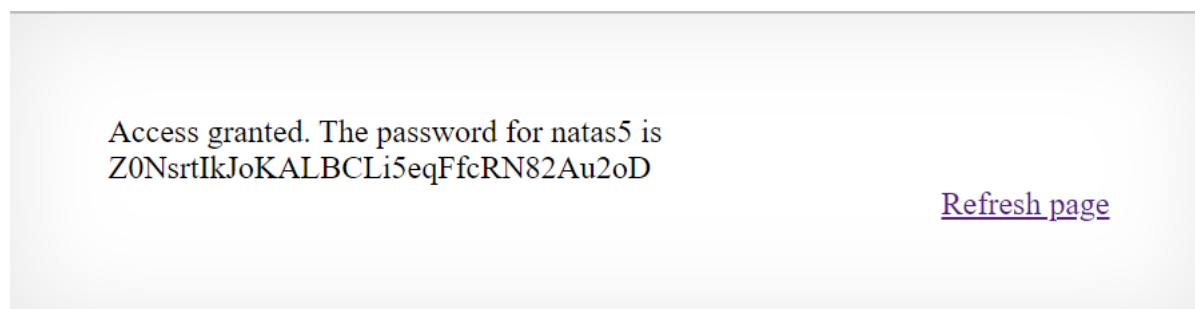 Access granted. The password for natas5 is
Z0NsrtIkJoKALBCLi5eqFfcRN82Au2oD
Refresh page